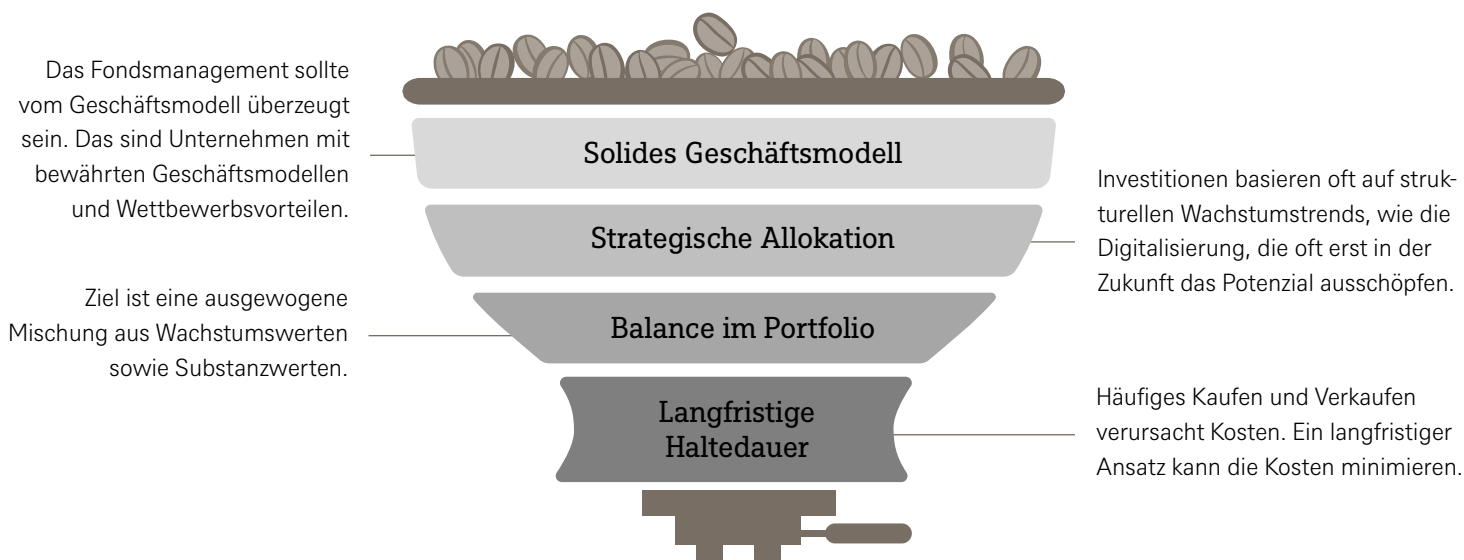 Das Fondsmanagement sollte
vom Geschäftsmodell überzeugt
sein. Das sind Unternehmen mit
bewährten Geschäftsmodellen
und Wettbewerbsvorteilen.
Solides Geschäftsmodell
Strategische Allokation
Investitionen basieren oft auf struk-
turellen Wachstumstrends, wie die
Digitalisierung, die oft erst in der
Zukunft das Potenzial ausschöpfen.
Ziel ist eine ausgewogene
Mischung aus Wachstumswerten
sowie Substanzwerten.
Balance im Portfolio
Langfristige
Haltedauer
Häufiges Kaufen und Verkaufen
verursacht Kosten. Ein langfristiger
Ansatz kann die Kosten minimieren.